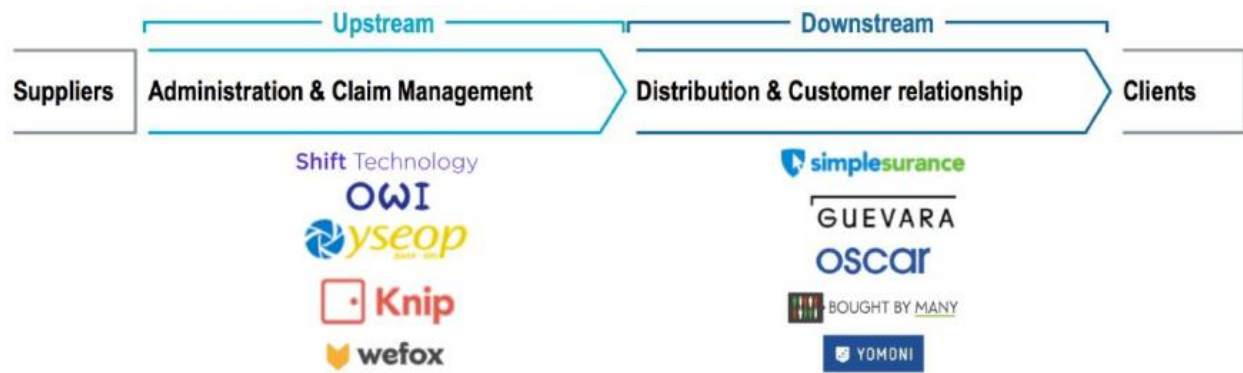 Upstream Downstream
Suppliers Administration & Claim Management Distribution & Customer relationship Clients
Shift Technology
OWI
yseop
Knip
wefox
simplesurance
GUEVARA
oscar
BOUGHT BY MANY
YOMONI